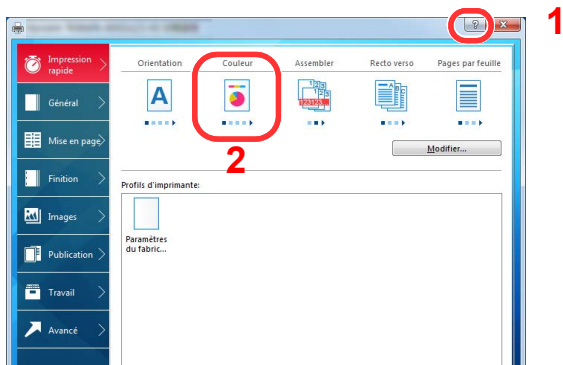 1
Impression
rapide
Orientation
Couleur
Assembler
Recto verso
Pages par feuille
A
123123
Général
2
Mise en page
Modifier...
Finition
Profils d'imprimante:
Images
Paramètres
du fabric...
Publication
Travail
Avancé